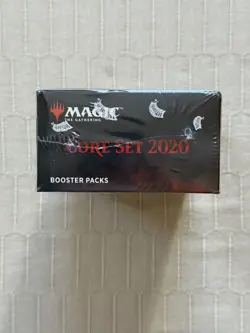 MAGIC
THE GATHERING
CORE SET 2020
BOOSTER PACKS